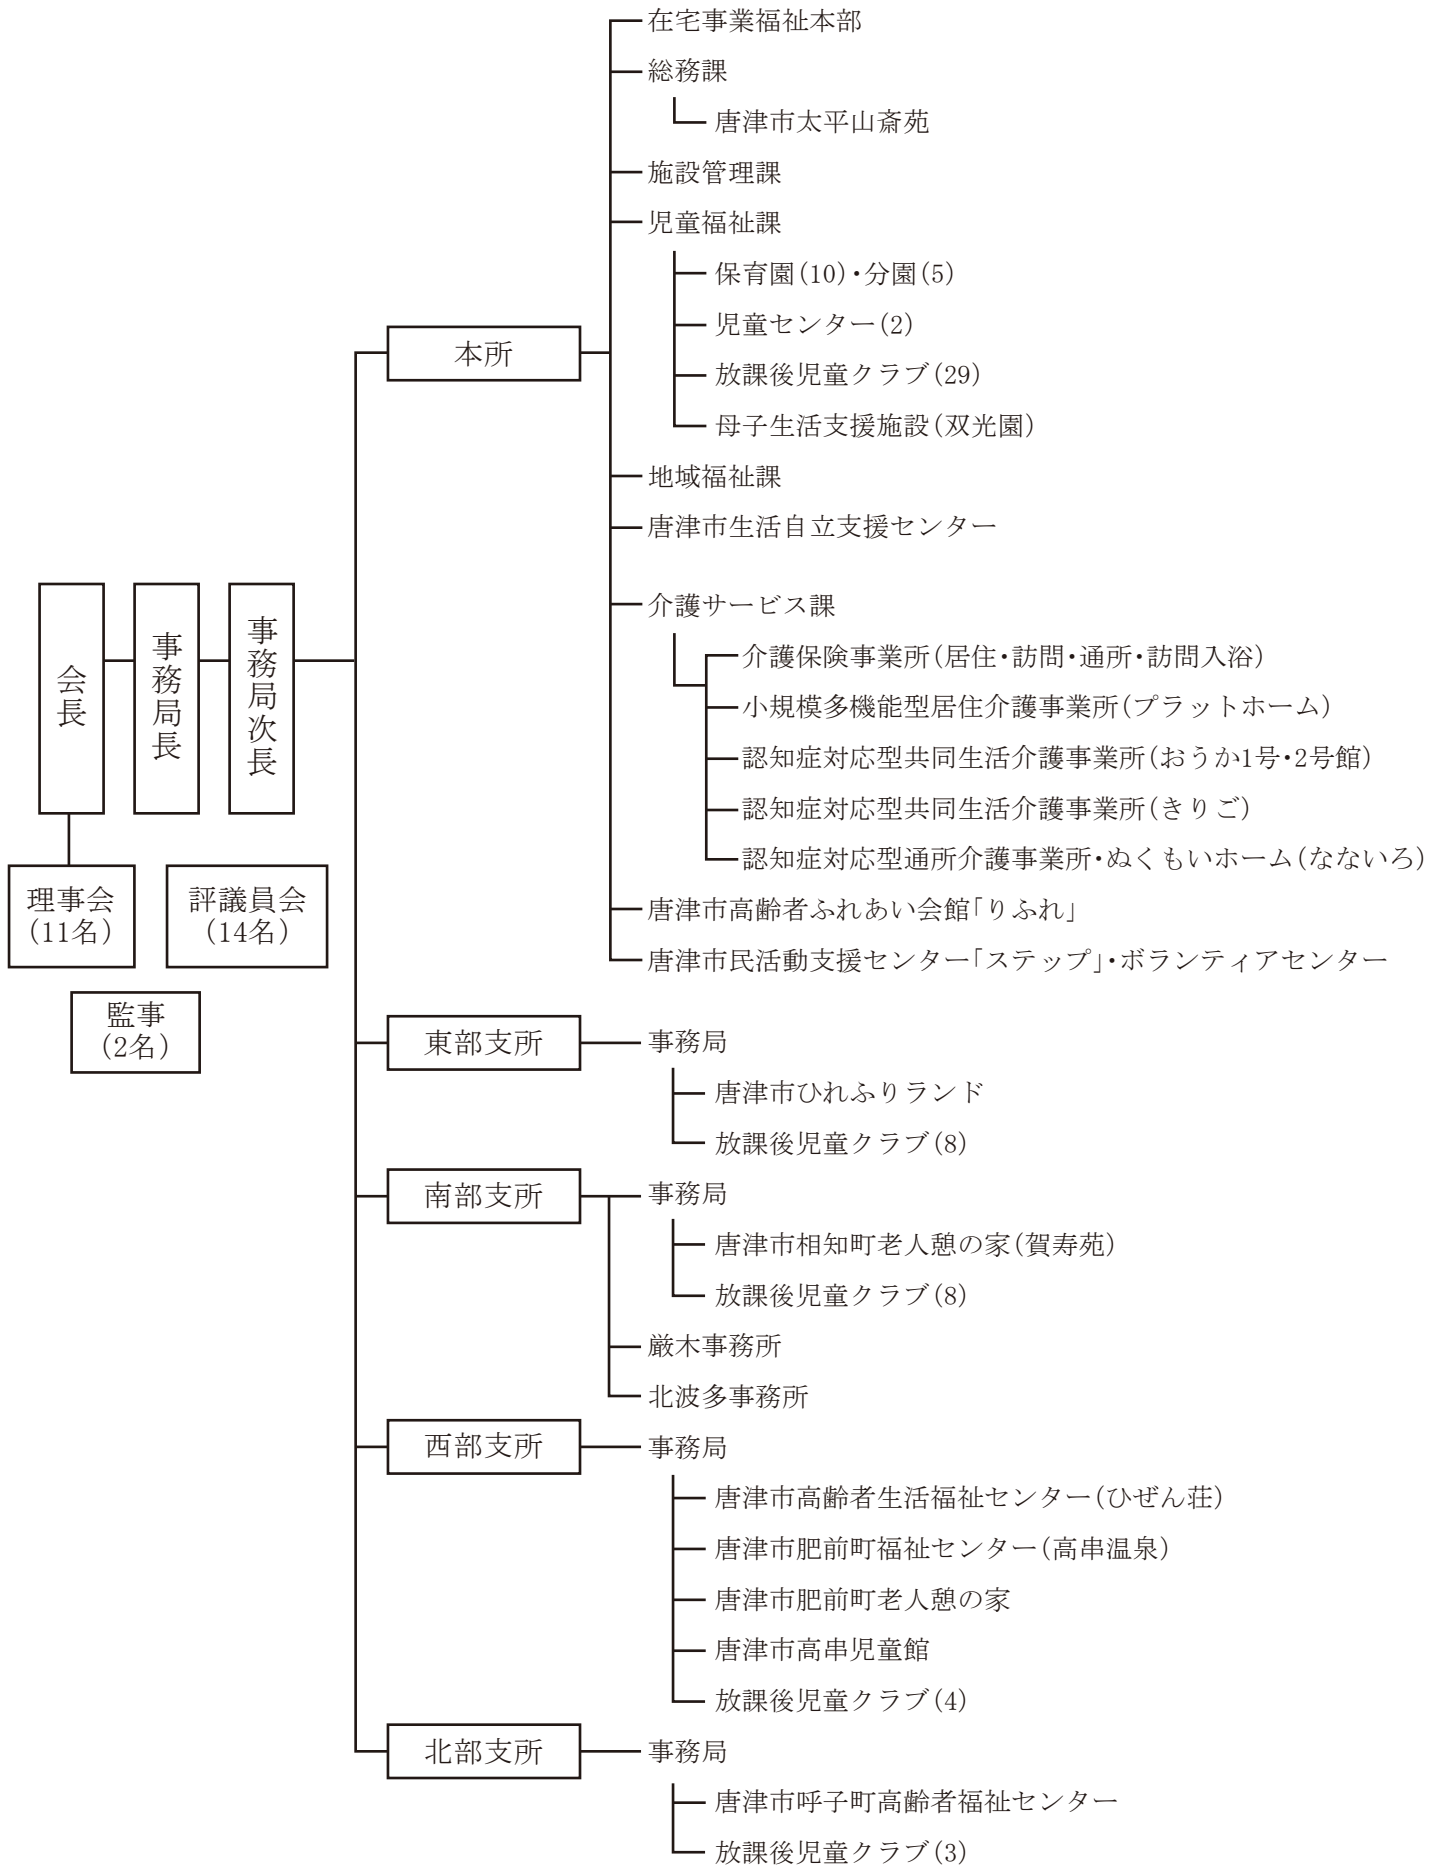 会長
事務局長
事務局次長
理事会
(11名)
評議員会
(14名)
監事
(2名)
本所
在宅事業福祉本部
総務課
唐津市太平山斎苑
施設管理課
児童福祉課
保育園(10)・分園(5)
児童センター(2)
放課後児童クラブ(29)
母子生活支援施設(双光園)
地域福祉課
唐津市生活自立支援センター
介護サービス課
介護保険事業所(居住・訪問・通所・訪問入浴)
小規模多機能型居住介護事業所(プラットホーム)
認知症対応型共同生活介護事業所(おうか1号・2号館)
認知症対応型共同生活介護事業所(きりご)
認知症対応型通所介護事業所・ぬくもいホーム(なないろ)
唐津市高齢者ふれあい会館「りふれ」
唐津市民活動支援センター「ステップ」・ボランティアセンター
東部支所
事務局
唐津市ひれふりランド
放課後児童クラブ(8)
南部支所
事務局
唐津市相知町老人憩の家(賀寿苑)
放課後児童クラブ(8)
厳木事務所
北波多事務所
西部支所
事務局
唐津市高齢者生活福祉センター(ひぜん荘)
唐津市肥前町福祉センター(高串温泉)
唐津市肥前町老人憩の家
唐津市高串児童館
放課後児童クラブ(4)
北部支所
事務局
唐津市呼子町高齢者福祉センター
放課後児童クラブ(3)